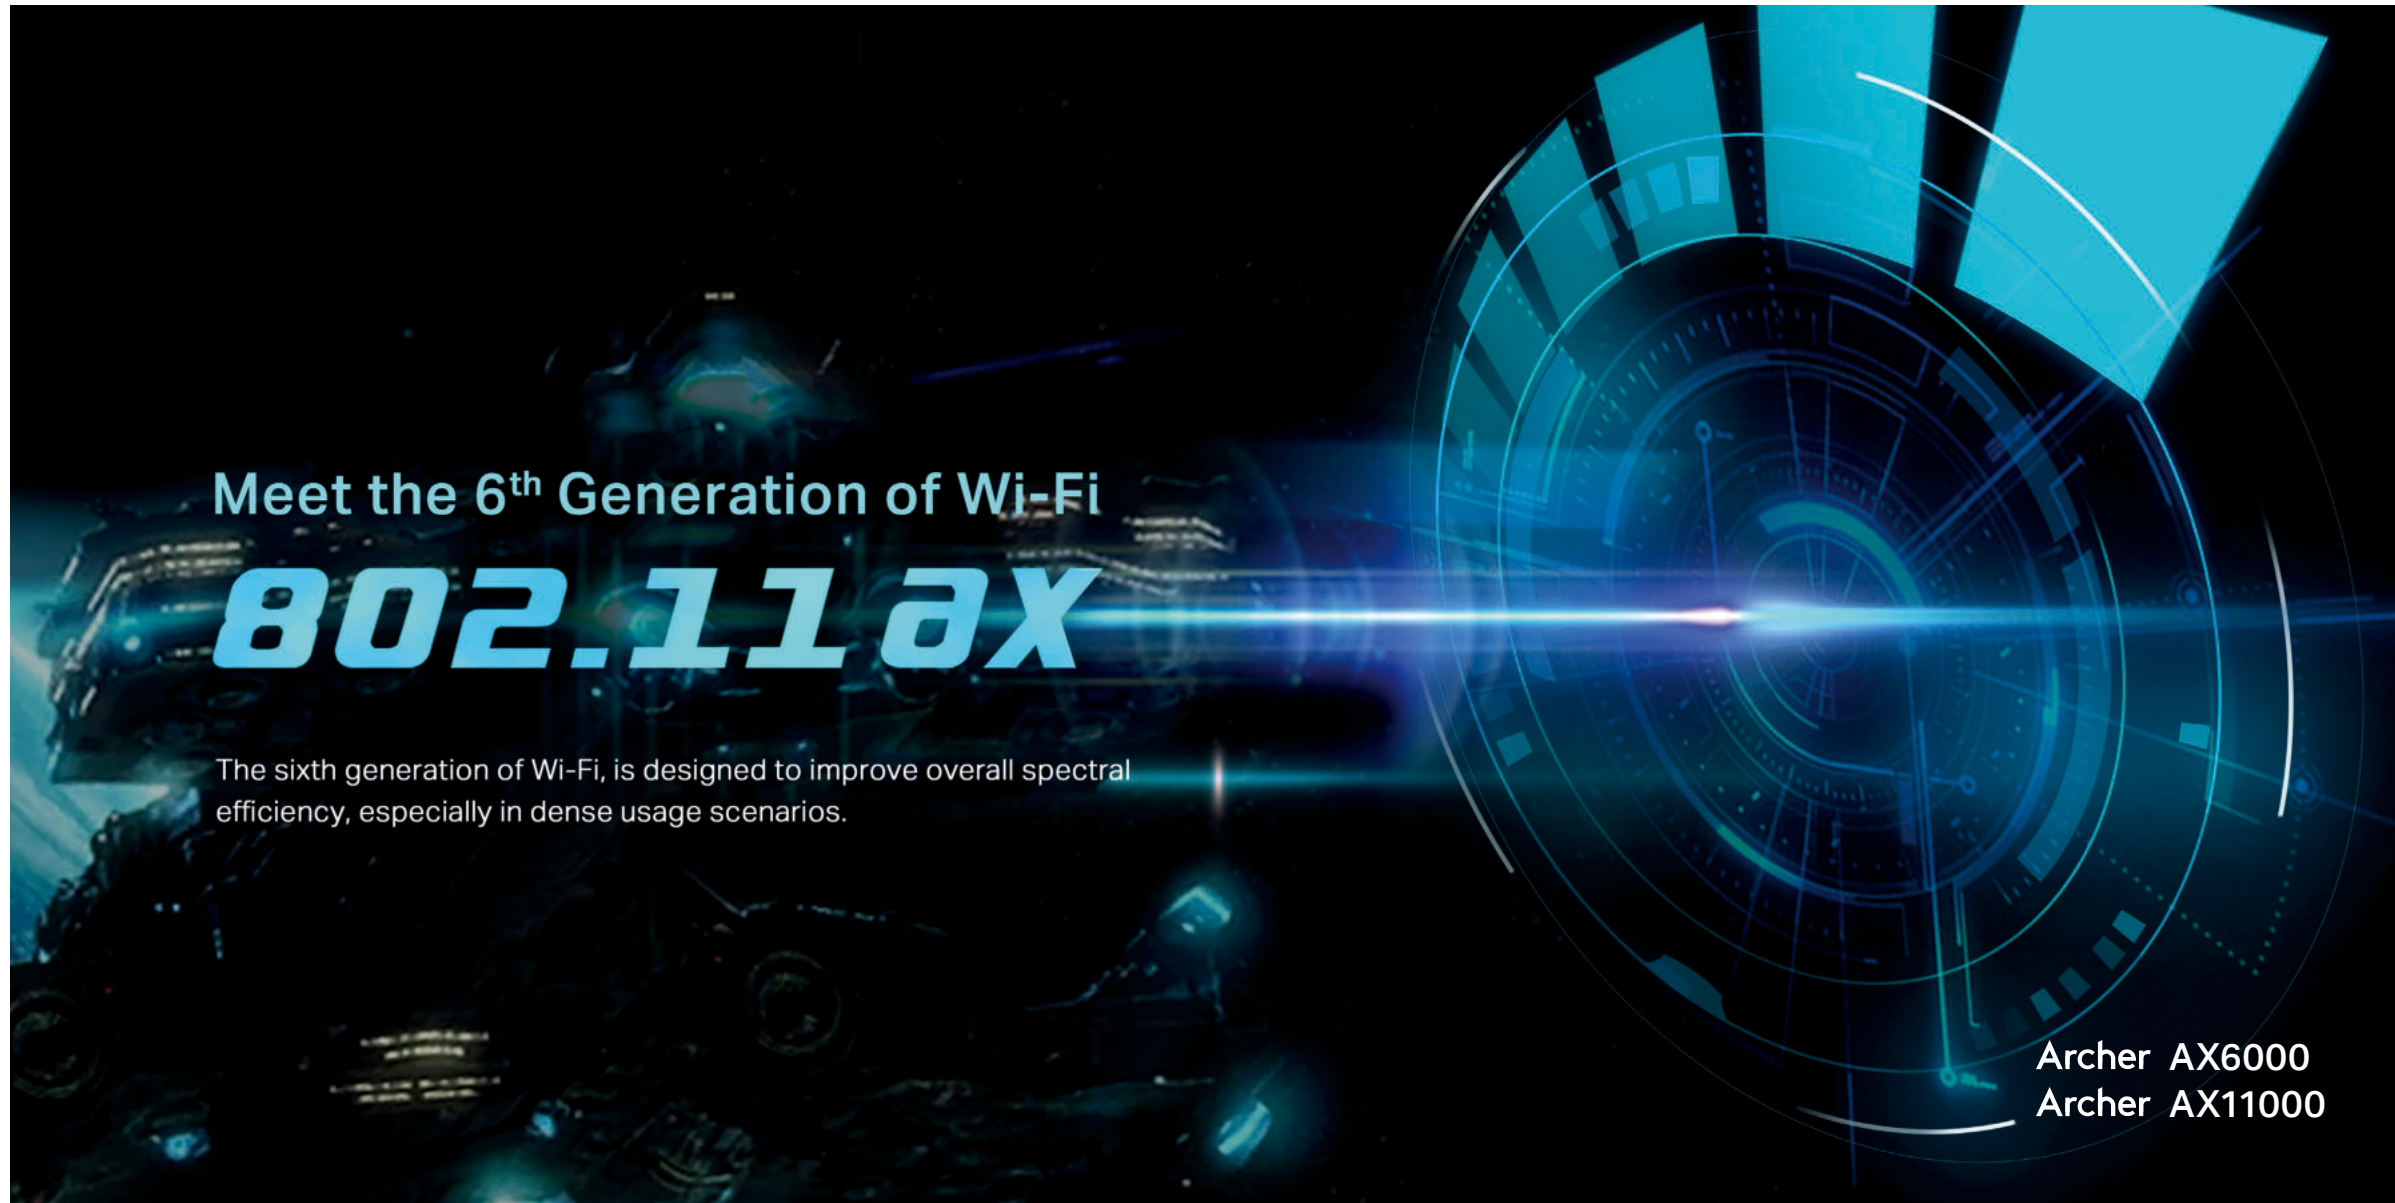 Meet the 6th Generation of Wi-Fi
802.11ax
The sixth generation of Wi-Fi, is designed to improve overall spectral
efficiency, especially in dense usage scenarios.
Archer AX6000
Archer AX11000